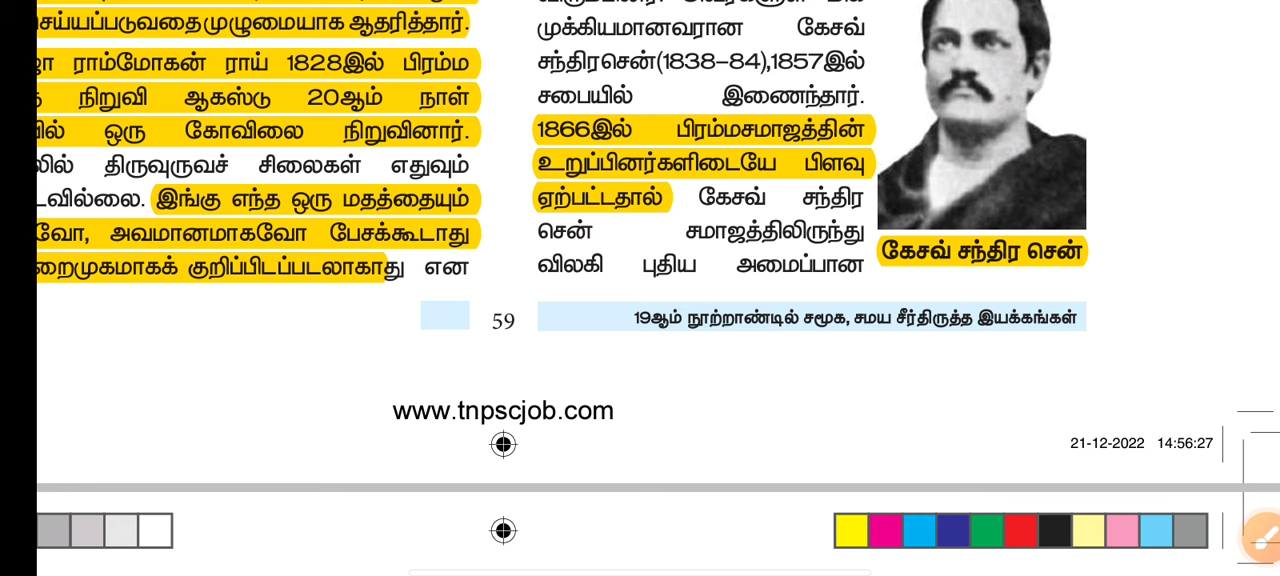 செய்யப்படுவதை முழுமையாக ஆதரித்தார்.
ராம்மோகன் ராய் 1828இல் பிரம்ம
நிறுவி ஆகஸ்டு 20ஆம் நாள்
ஒரு கோவிலை நிறுவினார்.
திருவுருவச் சிலைகள் எதுவும்
இங்கு எந்த ஒரு மதத்தையும்
அவமானமாகவோ பேசக்கூடாது
குறிப்பிடப்படலாகாது என
முக்கியமானவரான கேசவ்
சந்திர சென்(1838–84),1857இல்
சபையில் இணைந்தார்.
1866இல் பிரம்மசமாஜத்தின்
உறுப்பினர்களிடையே பிளவு
ஏற்பட்டதால் கேசவ் சந்திர
சென் சமாஜத்திலிருந்து
விலகி புதிய அமைப்பான
கேசவ் சந்திர சென்
59
19ஆம் நூற்றாண்டில் சமூக, சமய சீர்திருத்த இயக்கங்கள்
www.tnpscjob.com
21-12-2022 14:56:27